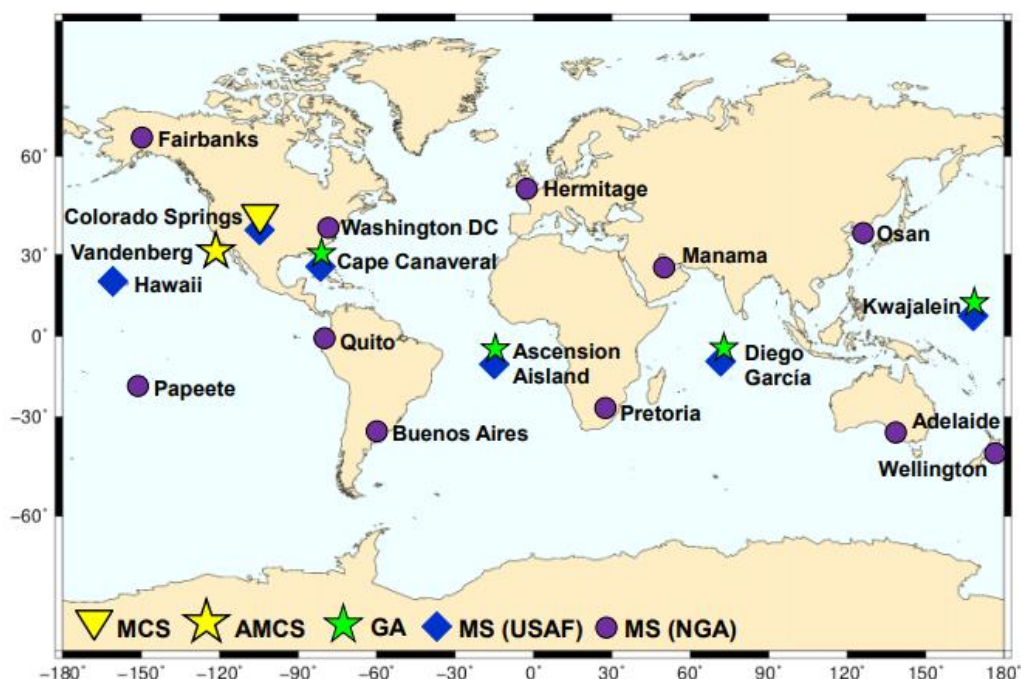 Fairbanks
60°
Hermitage
Colorado Springs
Washington DC
Osan
Vandenberg
30°
Cape Canaveral
Manama
Hawaii
Kwajalein
0°
Quito
Ascension
Aisland
Diego
García
Papeete
Pretoria
-30°
Buenos Aires
Adelaide
Wellington
-60°
MCS
AMCS
GA
MS (USAF)
MS (NGA)
-180° -150 -120 -90 -60 -30 0 30 60 90 120 150 180